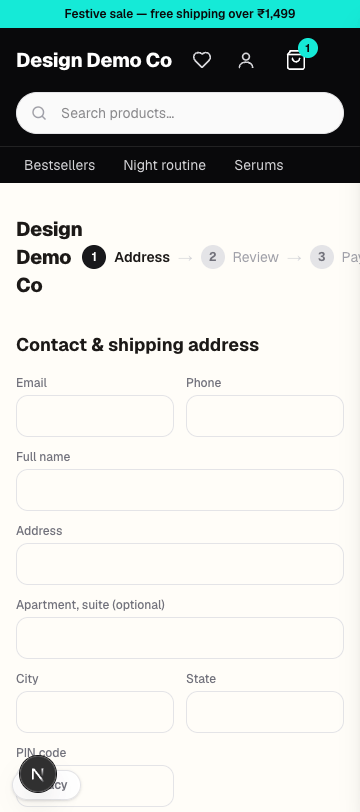 Festive sale — free shipping over ₹1,499
Design Demo Co
1
Search products...
Bestsellers Night routine Serums
Design Demo Co
1 Address → 2 Review → 3
Contact & shipping address
Email Phone
Full name
Address
Apartment, suite (optional)
City State
PIN code
N